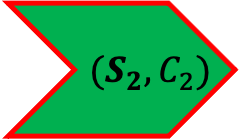 (S₂, C₂)